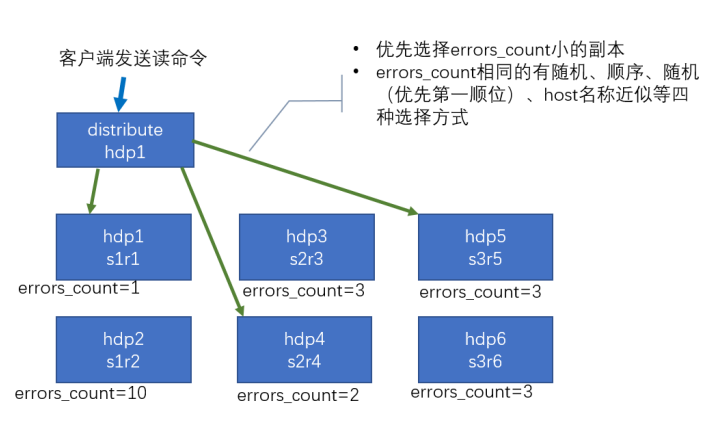 客户端发送读命令
• 优先选择errors_count小的副本
• errors_count相同的有随机、顺序、随机
（优先第一顺位）、host名称近似等四
种选择方式
distribute
hdp1
hdp1
s1r1
errors_count=1
hdp3
s2r3
errors_count=3
hdp5
s3r5
errors_count=3
hdp2
s1r2
errors_count=10
hdp4
s2r4
errors_count=2
hdp6
s3r6
errors_count=3